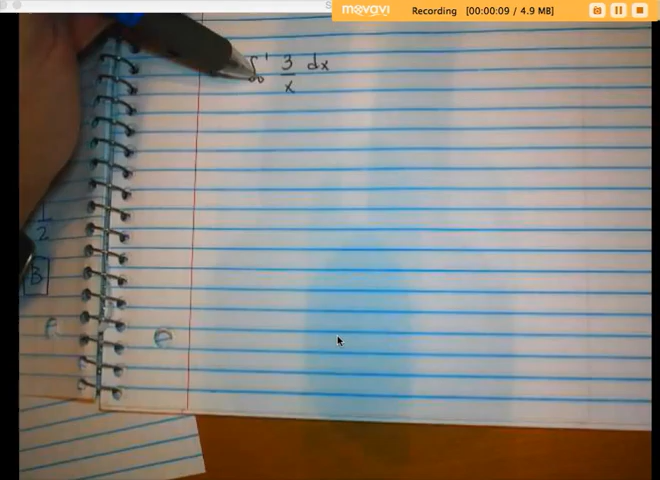 movavi Recording [00:00:09 / 4.9 MB]
∫₀¹ 3/x dx
1
2
B
e e